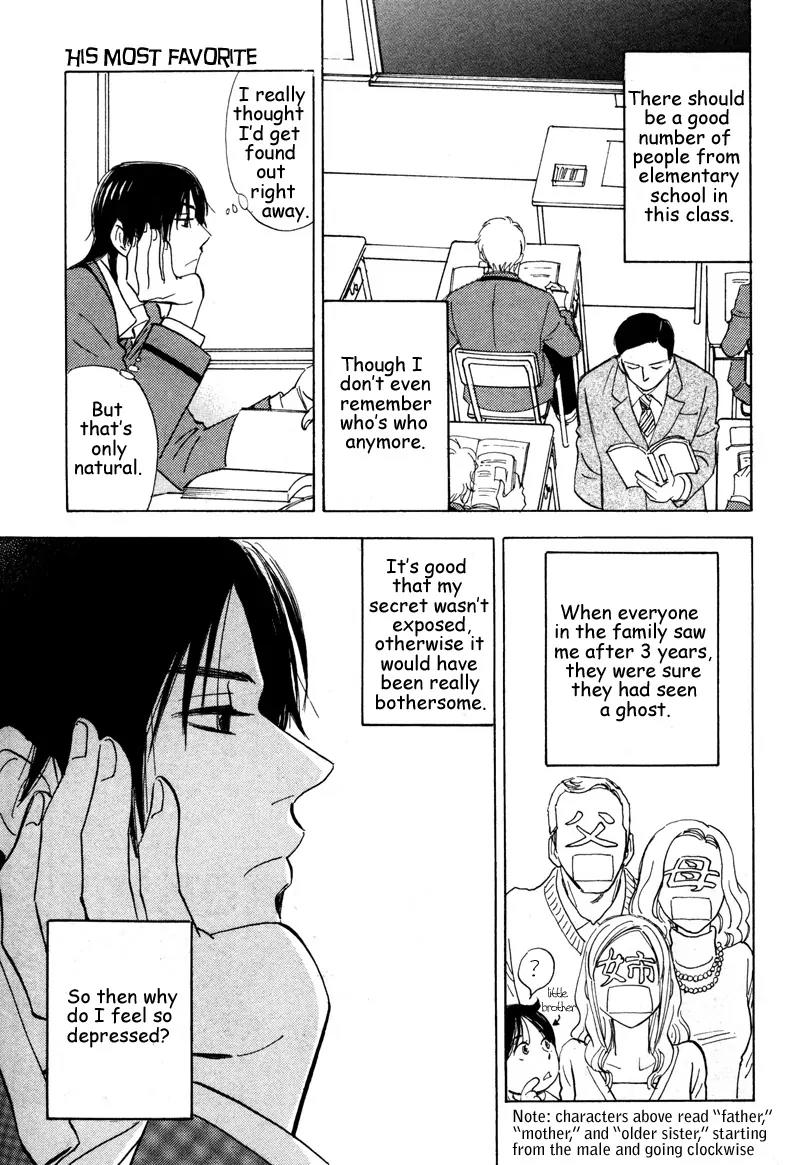 HIS MOST FAVORITE
There should
be a good
number of
people from
elementary
school in
this class.
Though I
don't even
remember
who's who
anymore.
I really
thought
I'd get
found
out
right
away.
But
that's
only
natural.
When everyone
in the family saw
me after 3 years,
they were sure
they had seen
a ghost.
父
母
姉
?
little
brother
Note: characters above read "father,"
"mother," and "older sister," starting
from the male and going clockwise
It's good
that my
secret wasn't
exposed,
otherwise it
would have
been really
bothersome.
So then why
do I feel so
depressed?